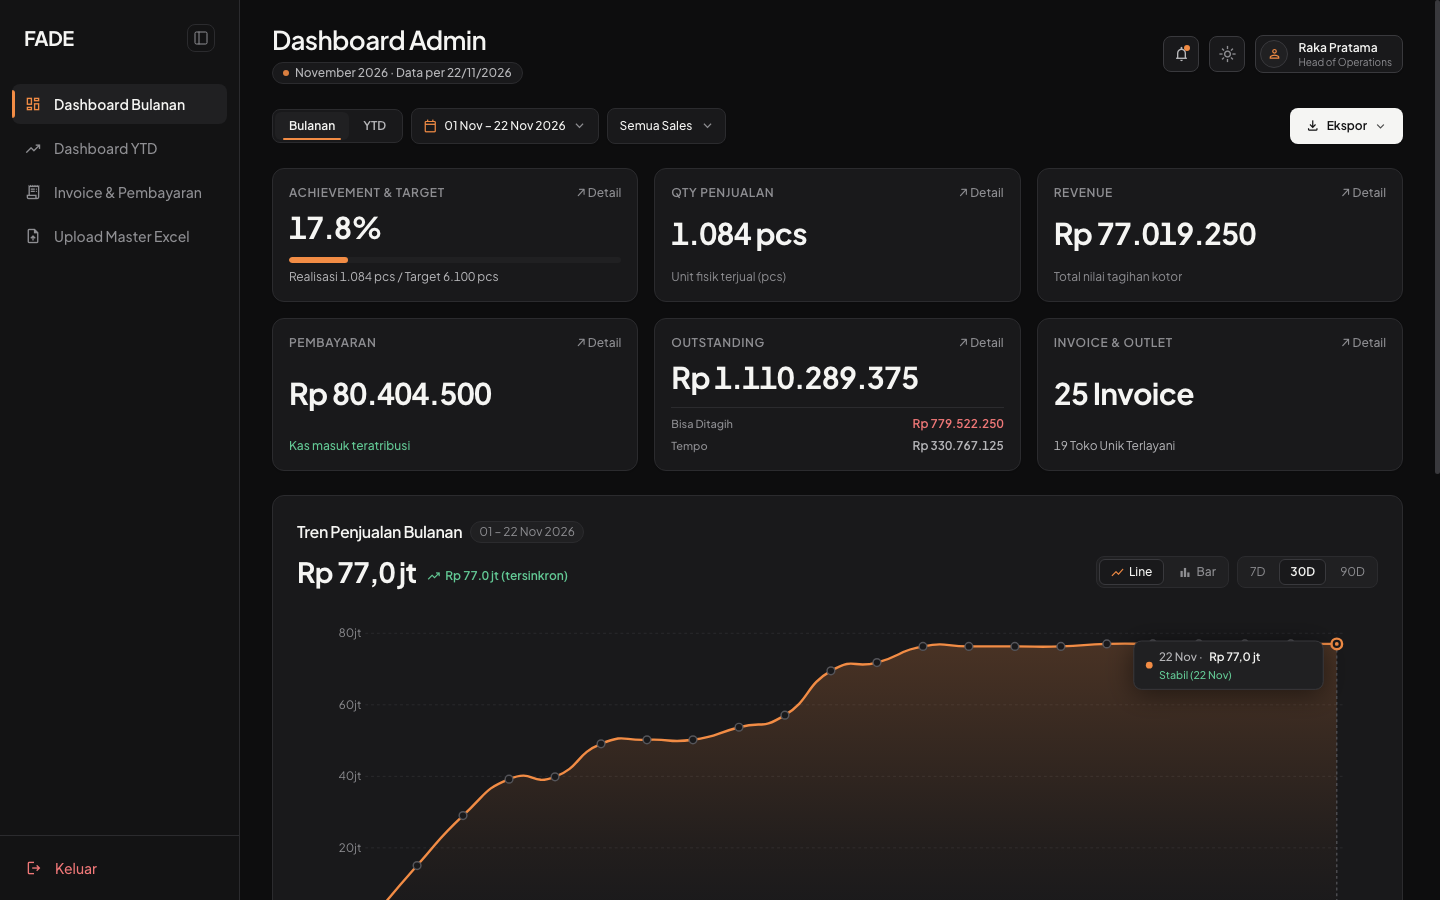 FADE
Dashboard Bulanan
Dashboard YTD
Invoice & Pembayaran
Upload Master Excel
Keluar
Dashboard Admin
November 2026 · Data per 22/11/2026
Raka Pratama
Head of Operations
Bulanan
YTD
01 Nov – 22 Nov 2026
Semua Sales
Ekspor
ACHIEVEMENT & TARGET
Detail
17.8%
Realisasi 1.084 pcs / Target 6.100 pcs
QTY PENJUALAN
Detail
1.084 pcs
Unit fisik terjual (pcs)
REVENUE
Detail
Rp 77.019.250
Total nilai tagihan kotor
PEMBAYARAN
Detail
Rp 80.404.500
Kas masuk teratribusi
OUTSTANDING
Detail
Rp 1.110.289.375
Bisa Ditagih Rp 779.522.250
Tempo Rp 330.767.125
INVOICE & OUTLET
Detail
25 Invoice
19 Toko Unik Terlayani
Tren Penjualan Bulanan
01 – 22 Nov 2026
Rp 77,0 jt
Rp 77.0 jt (tersinkron)
Line
Bar
7D
30D
90D
80jt
60jt
40jt
20jt
22 Nov · Rp 77,0 jt
Stabil (22 Nov)